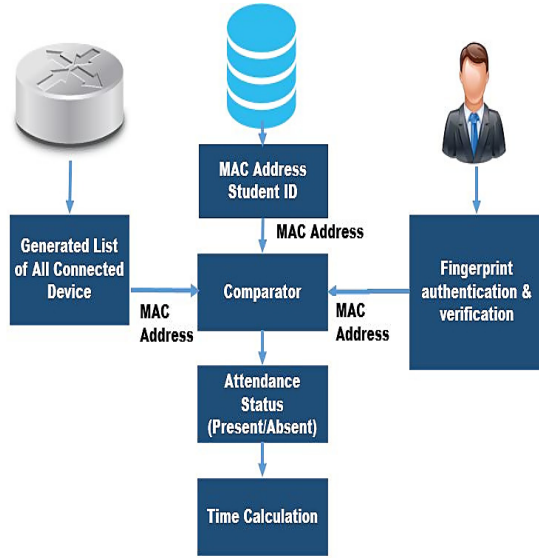 MAC Address
Student ID
MAC Address
Generated List
of All Connected
Device
MAC
Address
Comparator
MAC
Address
Fingerprint
authentication &
verification
Attendance
Status
(Present/Absent)
Time Calculation